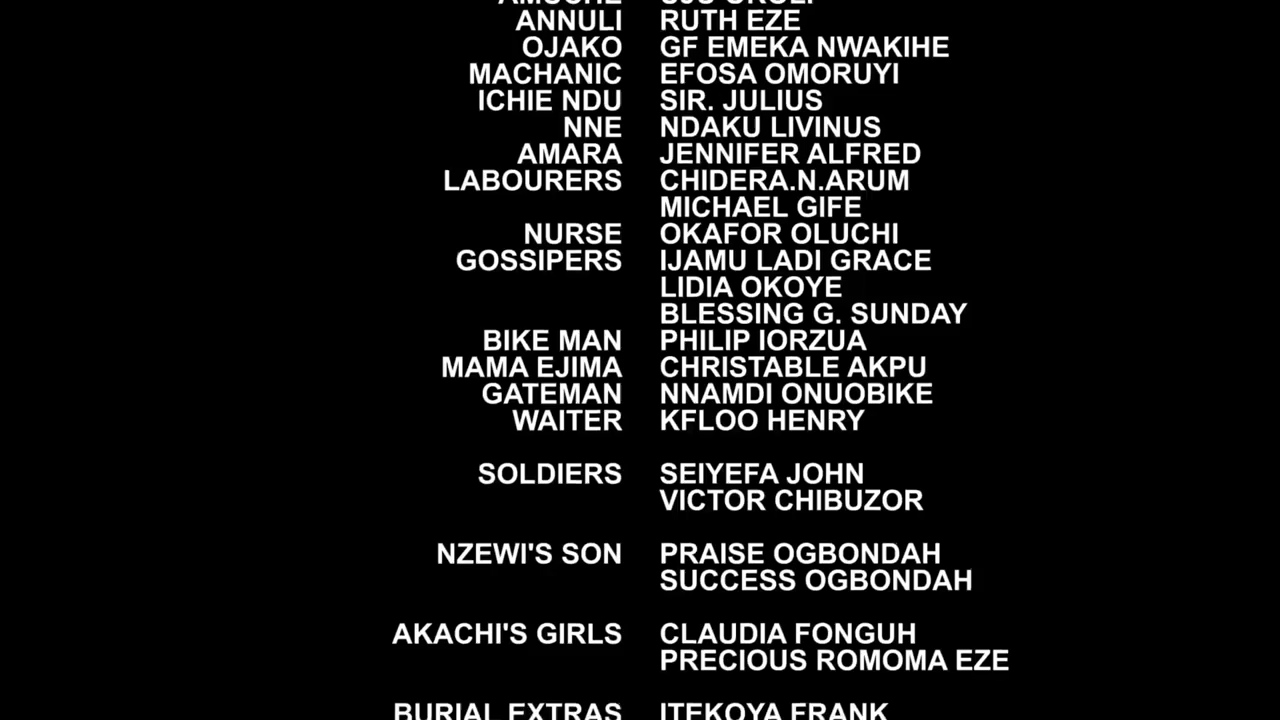 ANNULI RUTH EZE
OJAKO GF EMEKA NWAKIHE
MACHANIC EFOSA OMORUYI
ICHIE NDU SIR. JULIUS
NNE NDAKU LIVINUS
AMARA JENNIFER ALFRED
LABOURERS CHIDERA.N.ARUM
MICHAEL GIFE
NURSE OKAFOR OLUCHI
GOSSIPERS IJAMU LADI GRACE
LIDIA OKOYE
BLESSING G. SUNDAY
BIKE MAN PHILIP IORZUA
MAMA EJIMA CHRISTABLE AKPU
GATEMAN NNAMDI ONUOBIKE
WAITER KFLOO HENRY
SOLDIERS SEIYEFA JOHN
VICTOR CHIBUZOR
NZEWI'S SON PRAISE OGBONDAH
SUCCESS OGBONDAH
AKACHI'S GIRLS CLAUDIA FONGUH
PRECIOUS ROMOMA EZE
BURIAL EXTRAS ITEKOYA FRANK